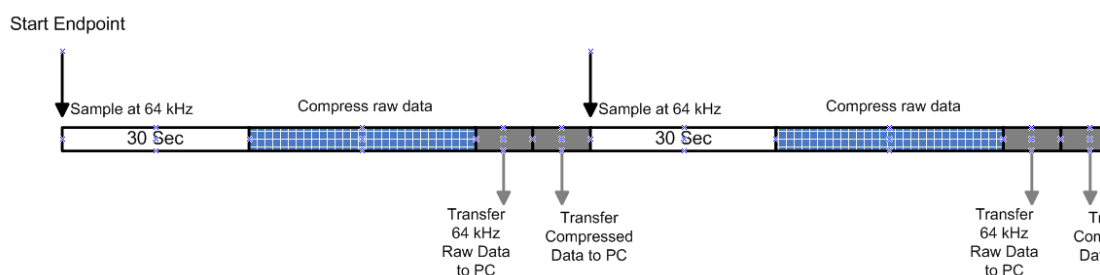 Start Endpoint
Sample at 64 kHz
Compress raw data
Sample at 64 kHz
Compress raw data
30 Sec
30 Sec
Transfer
64 kHz
Raw Data
to PC
Transfer
Compressed
Data to PC
Transfer
64 kHz
Raw Data
to PC